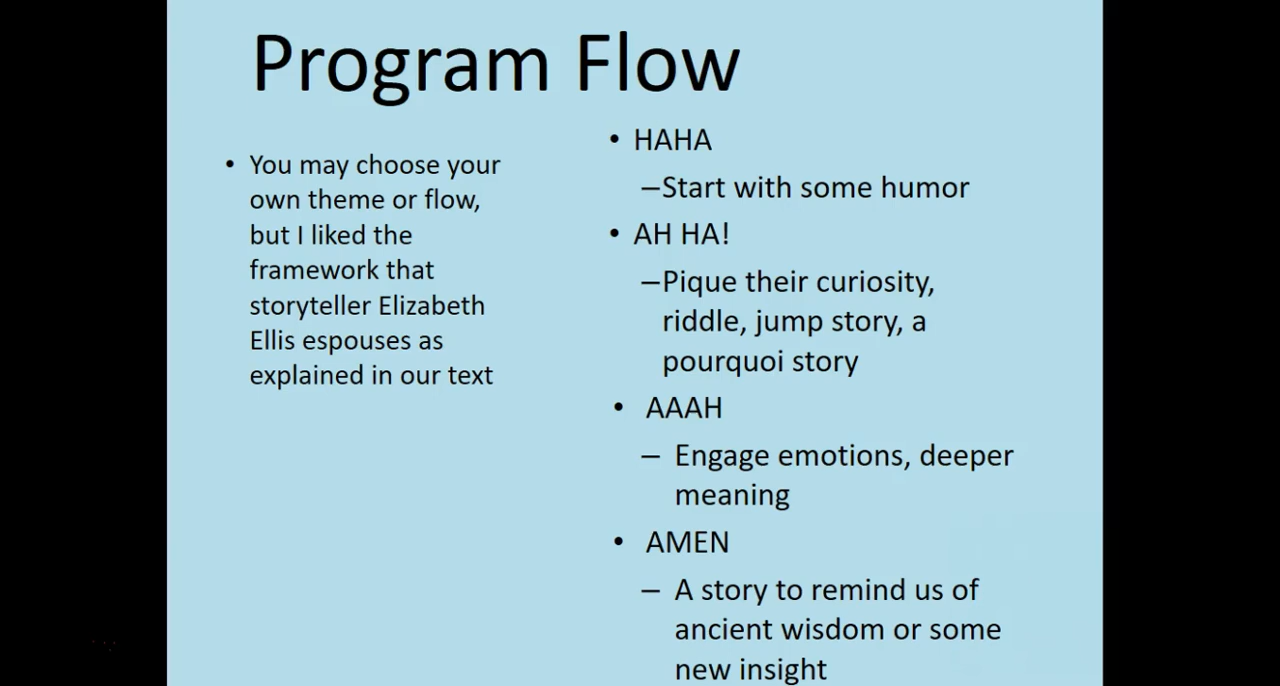 Program Flow
• You may choose your
own theme or flow,
but I liked the
framework that
storyteller Elizabeth
Ellis espouses as
explained in our text
• HAHA
–Start with some humor
• AH HA!
–Pique their curiosity,
riddle, jump story, a
pourquoi story
• AAAH
– Engage emotions, deeper
meaning
• AMEN
– A story to remind us of
ancient wisdom or some
new insight